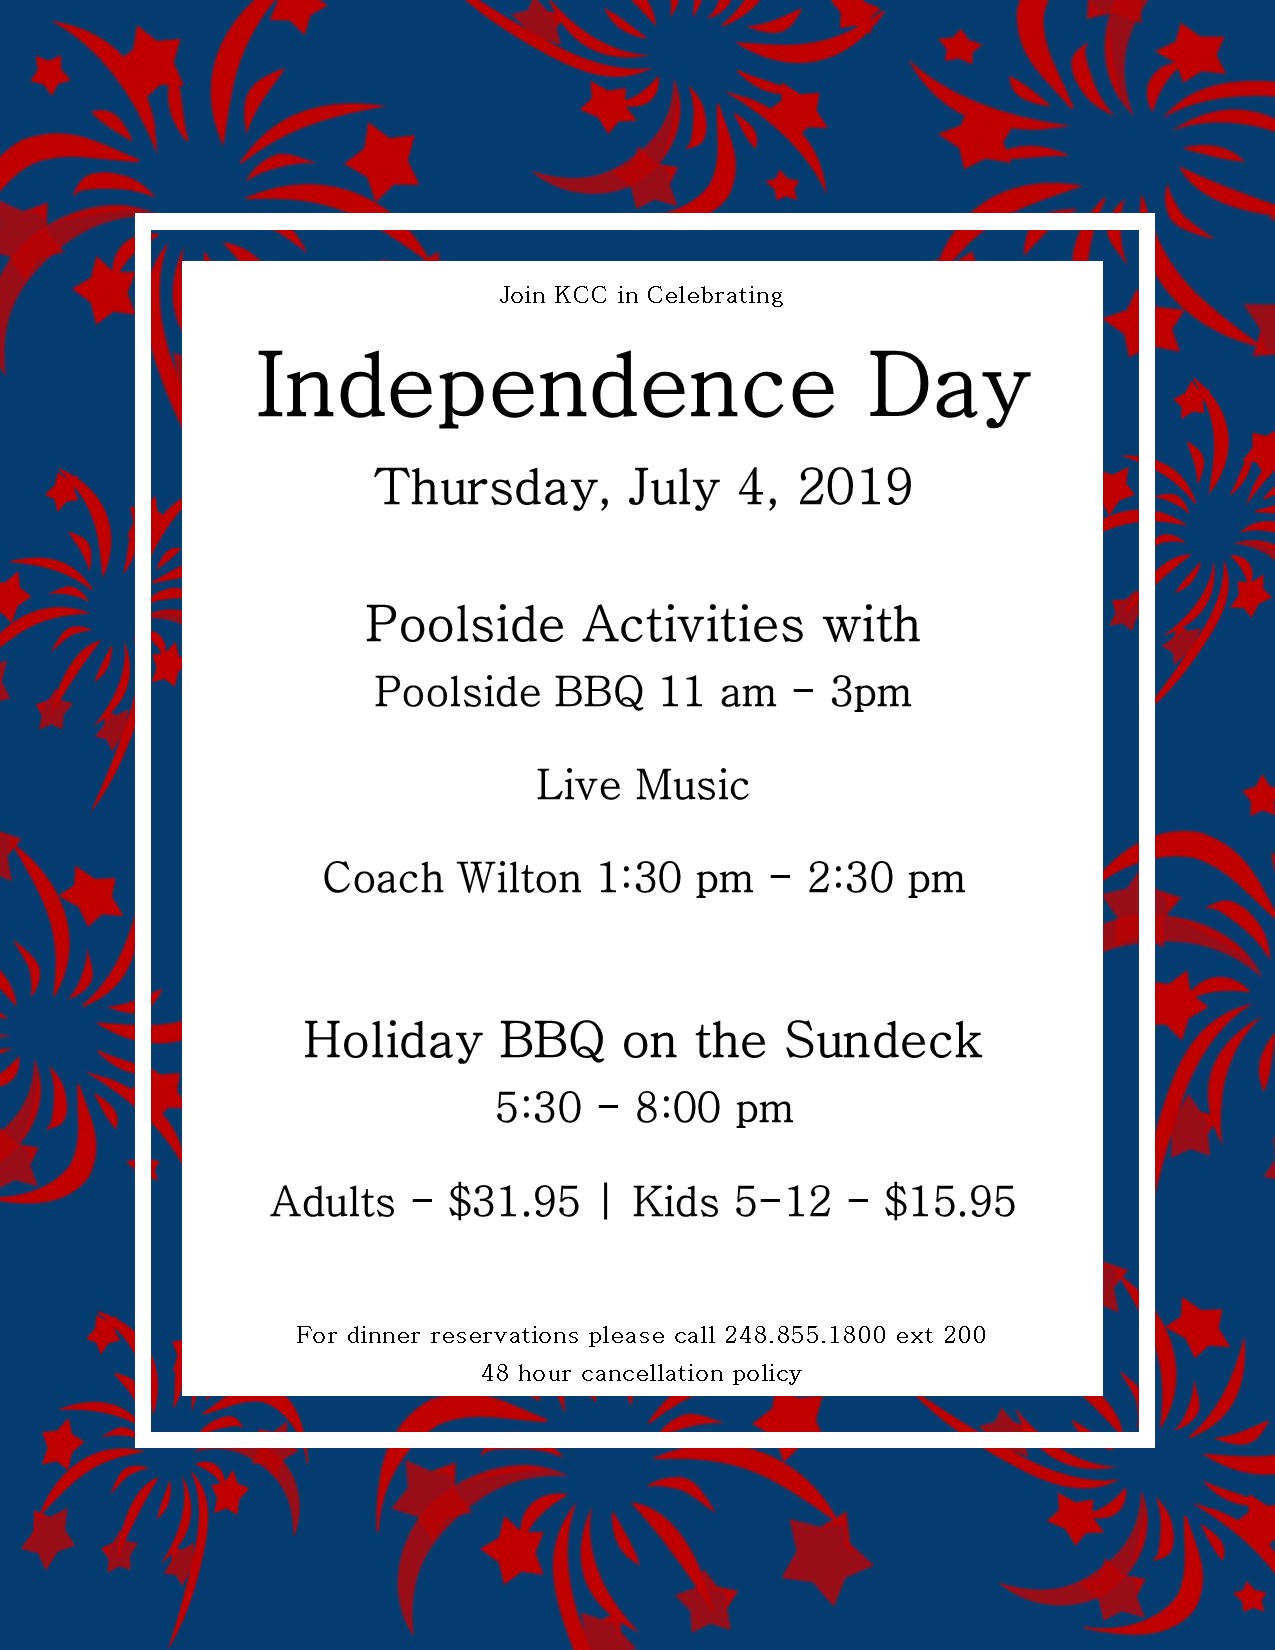 Join KCC in Celebrating
Independence Day
Thursday, July 4, 2019
Poolside Activities with
Poolside BBQ 11 am - 3pm
Live Music
Coach Wilton 1:30 pm - 2:30 pm
Holiday BBQ on the Sundeck
5:30 - 8:00 pm
Adults - $31.95 | Kids 5-12 - $15.95
For dinner reservations please call 248.855.1800 ext 200
48 hour cancellation policy